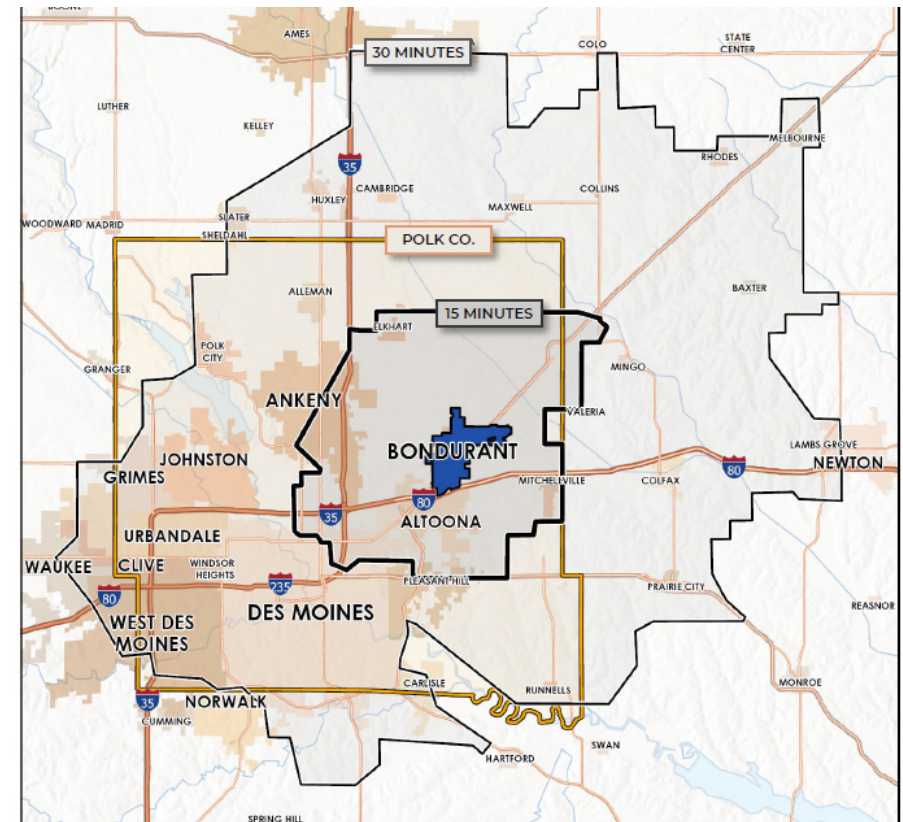 BOONE
AMES
30 MINUTES
COLO
STATE
CENTER
LUTHER
KELLEY
MELBOURNE
RHODES
35
CAMBRIDGE
HUXLEY
COLLINS
MAXWELL
SLATER
WOODWARD
MADRID
SHELDAHL
POLK CO.
ALLEMAN
BAXTER
15 MINUTES
ELKHART
POLK
CITY
GRANGER
MINGO
ANKENY
VALERIA
BONDURANT
LAMBS GROVE
NEWTON
JOHNSTON
GRIMES
80
MITCHELLVILLE
COLFAX
80
35
ALTOONA
URBANDALE
WAUKEE
CLIVE
WINDSOR
HEIGHTS
235
PLEASANT HILL
PRAIRIE CITY
80
REASNOR
WEST DES
MOINES
DES MOINES
CARLISLE
RUNNELLS
MONROE
35
NORWALK
CUMMING
SWAN
HARTFORD
SPRING HILL